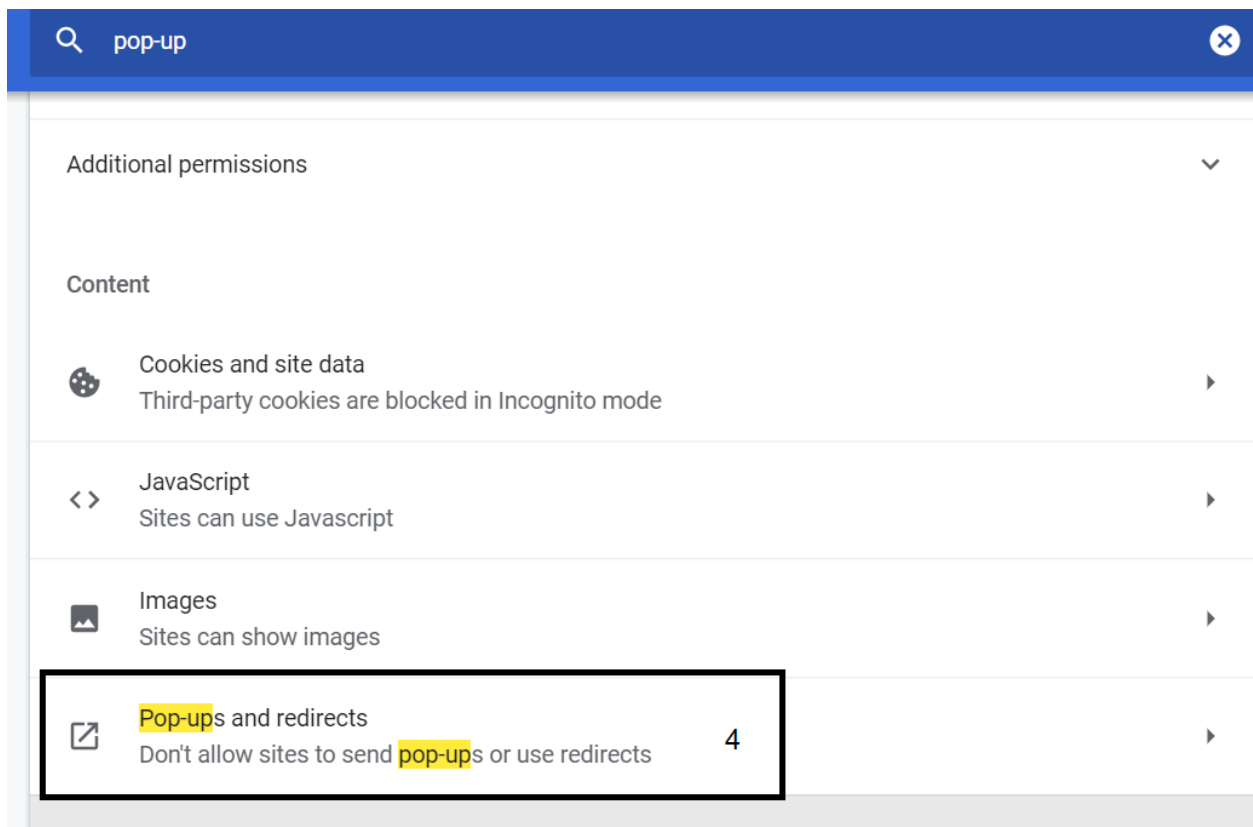 pop-up
Additional permissions
Content
Cookies and site data
Third-party cookies are blocked in Incognito mode
JavaScript
Sites can use Javascript
Images
Sites can show images
Pop-ups and redirects
Don't allow sites to send pop-ups or use redirects
4